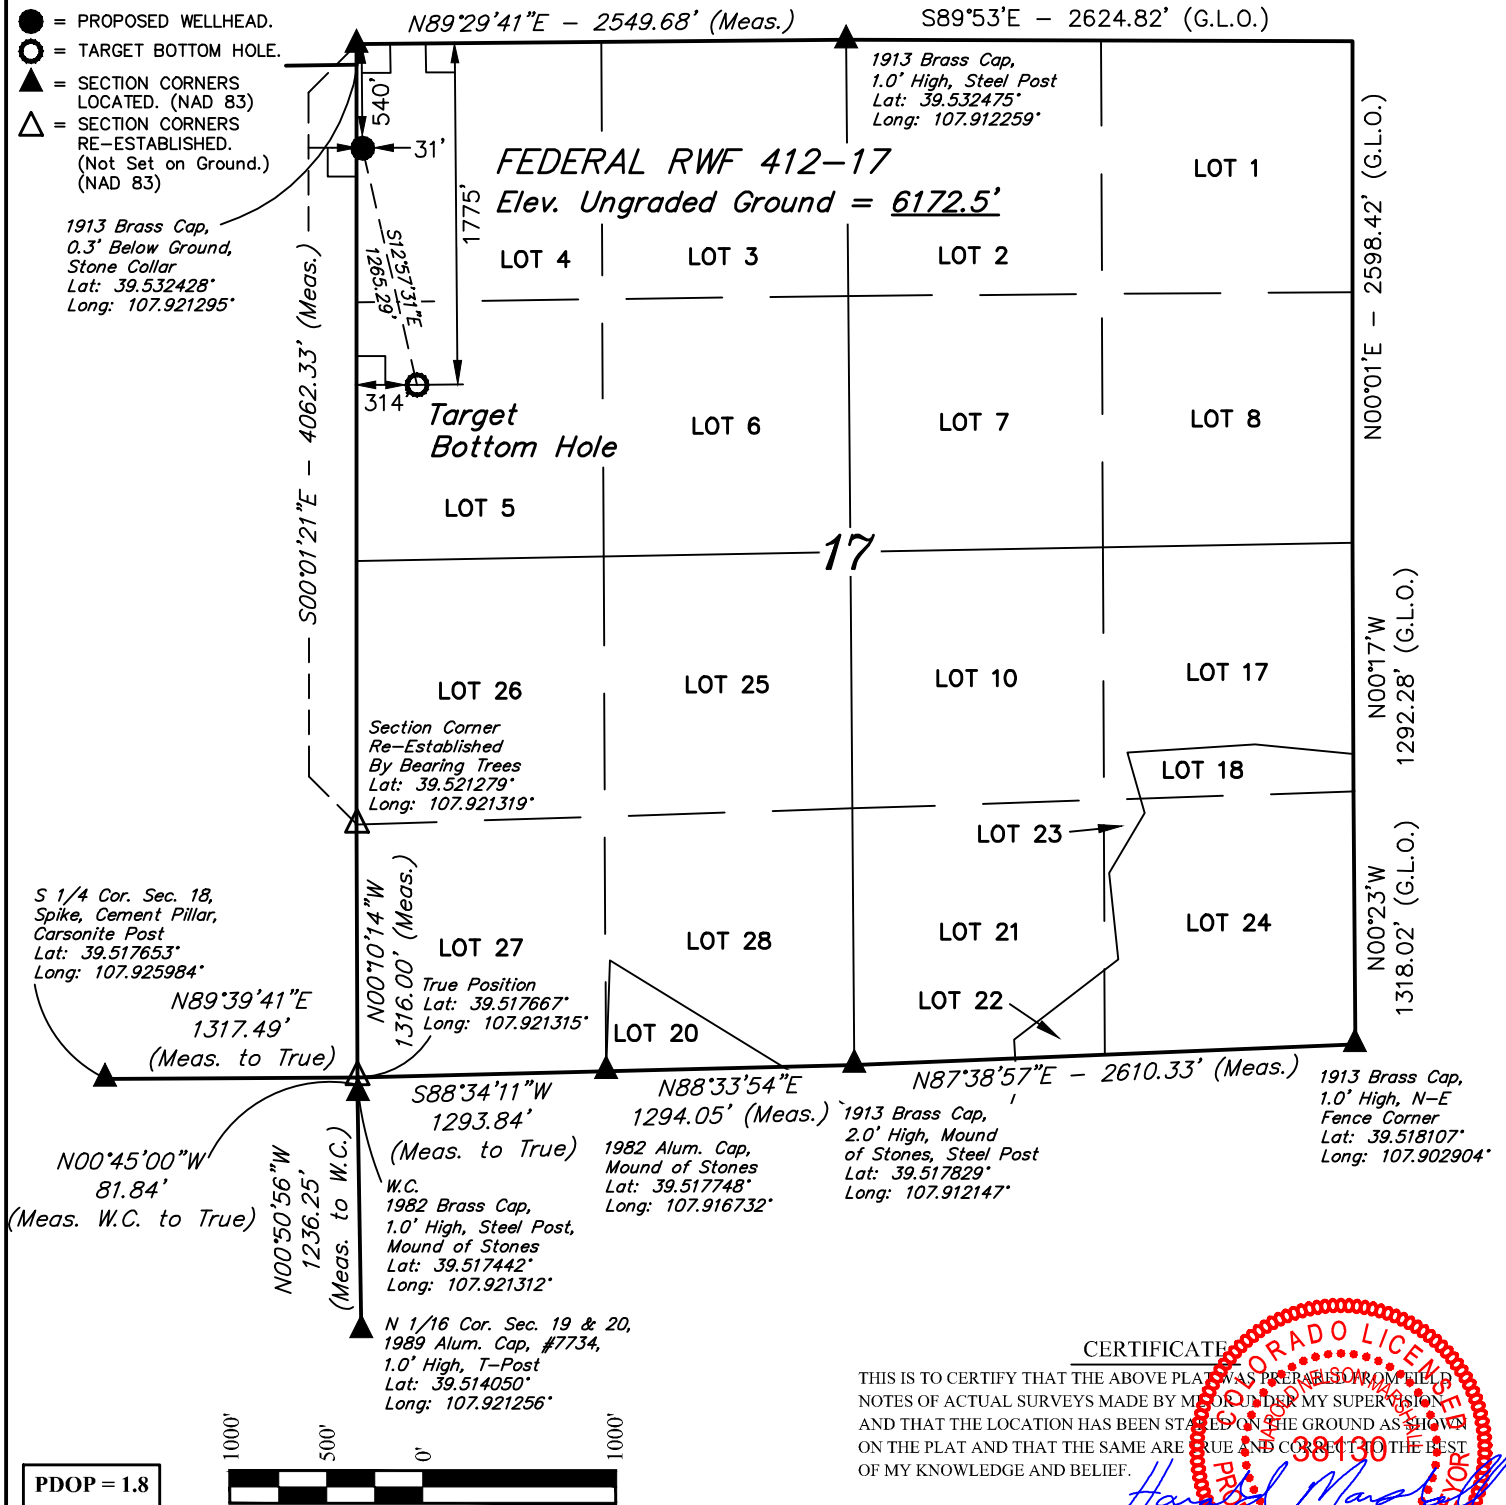 = PROPOSED WELLHEAD.
= TARGET BOTTOM HOLE.
= SECTION CORNERS
LOCATED. (NAD 83)
= SECTION CORNERS
RE-ESTABLISHED.
(Not Set on Ground.)
(NAD 83)
N89°29'41"E - 2549.68' (Meas.)
S89°53'E - 2624.82' (G.L.O.)
1913 Brass Cap,
1.0' High, Steel Post
Lat: 39.532475°
Long: 107.912259°
540'
31'
1775'
FEDERAL RWF 412-17
Elev. Ungraded Ground = 6172.5'
LOT 1
1913 Brass Cap,
0.3' Below Ground,
Stone Collar
Lat: 39.532428°
Long: 107.921295°
S12°57'31"E
1265.29'
LOT 4
LOT 3
LOT 2
N00°01'E - 2598.42' (G.L.O.)
S00°01'21"E - 4062.33' (Meas.)
314'
Target
Bottom Hole
LOT 6
LOT 7
LOT 8
LOT 5
17
LOT 26
LOT 25
LOT 10
LOT 17
N00°17'W
1292.28' (G.L.O.)
Section Corner
Re-Established
By Bearing Trees
Lat: 39.521279°
Long: 107.921319°
LOT 18
LOT 23
S 1/4 Cor. Sec. 18,
Spike, Cement Pillar,
Carsonite Post
Lat: 39.517653°
Long: 107.925984°
N00°10'14"W
1316.00' (Meas.)
LOT 27
LOT 28
LOT 21
LOT 24
N00°23'W
1318.02' (G.L.O.)
True Position
Lat: 39.517667°
Long: 107.921315°
N89°39'41"E
1317.49'
(Meas. to True)
LOT 20
LOT 22
S88°34'11"W
1293.84'
(Meas. to True)
N88°33'54"E
1294.05' (Meas.)
N87°38'57"E - 2610.33' (Meas.)
1913 Brass Cap,
1.0' High, N-E
Fence Corner
Lat: 39.518107°
Long: 107.902904°
1913 Brass Cap,
2.0' High, Mound
of Stones, Steel Post
Lat: 39.517829°
Long: 107.912147°
1982 Alum. Cap,
Mound of Stones
Lat: 39.517748°
Long: 107.916732°
N00°45'00"W
81.84'
(Meas. W.C. to True)
N00°50'56"W
1236.25'
(Meas. to W.C.)
W.C.
1982 Brass Cap,
1.0' High, Steel Post,
Mound of Stones
Lat: 39.517442°
Long: 107.921312°
N 1/16 Cor. Sec. 19 & 20,
1989 Alum. Cap, #7734,
1.0' High, T-Post
Lat: 39.514050°
Long: 107.921256°
CERTIFICATE
THIS IS TO CERTIFY THAT THE ABOVE PLAT WAS PREPARED FROM FIELD
NOTES OF ACTUAL SURVEYS MADE BY ME OR UNDER MY SUPERVISION
AND THAT THE LOCATION HAS BEEN STAKED ON THE GROUND AS SHOWN
ON THE PLAT AND THAT THE SAME ARE TRUE AND CORRECT TO THE BEST
OF MY KNOWLEDGE AND BELIEF.
COLORADO LICENSED
HAROLD NELSON MARSHALL
38130
Harold Marshall
1000'
500'
0'
1000'
PDOP = 1.8